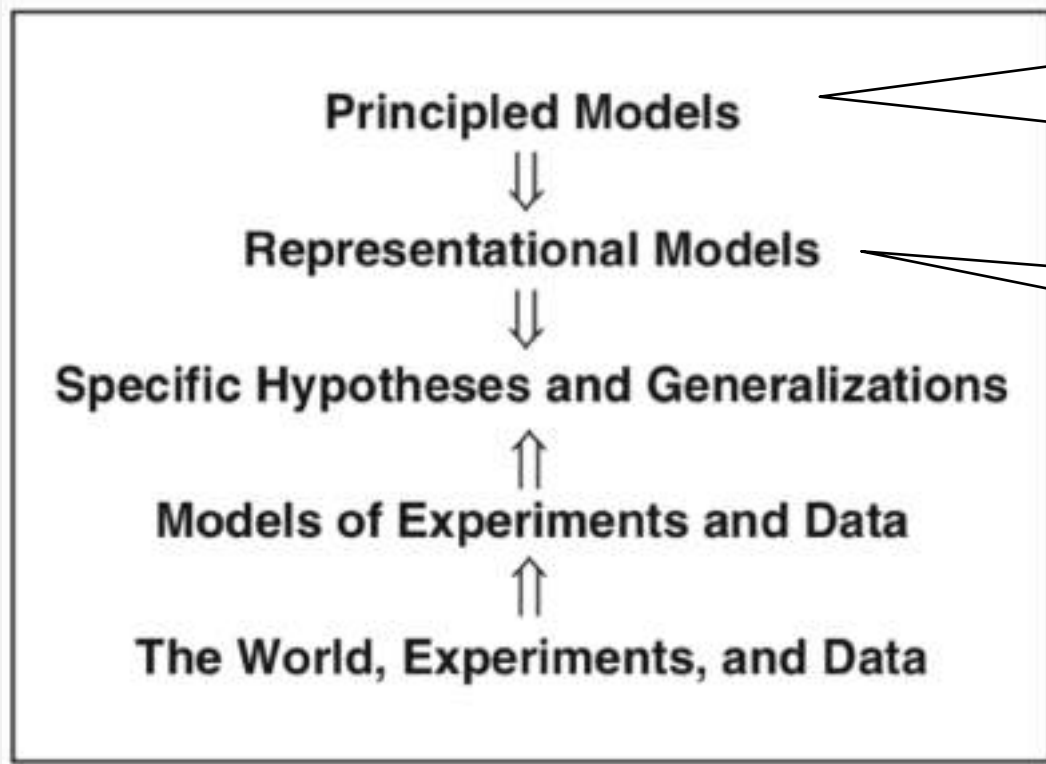 Principled Models
⇓
Representational Models
⇓
Specific Hypotheses and Generalizations
⇑
Models of Experiments and Data
⇑
The World, Experiments, and Data